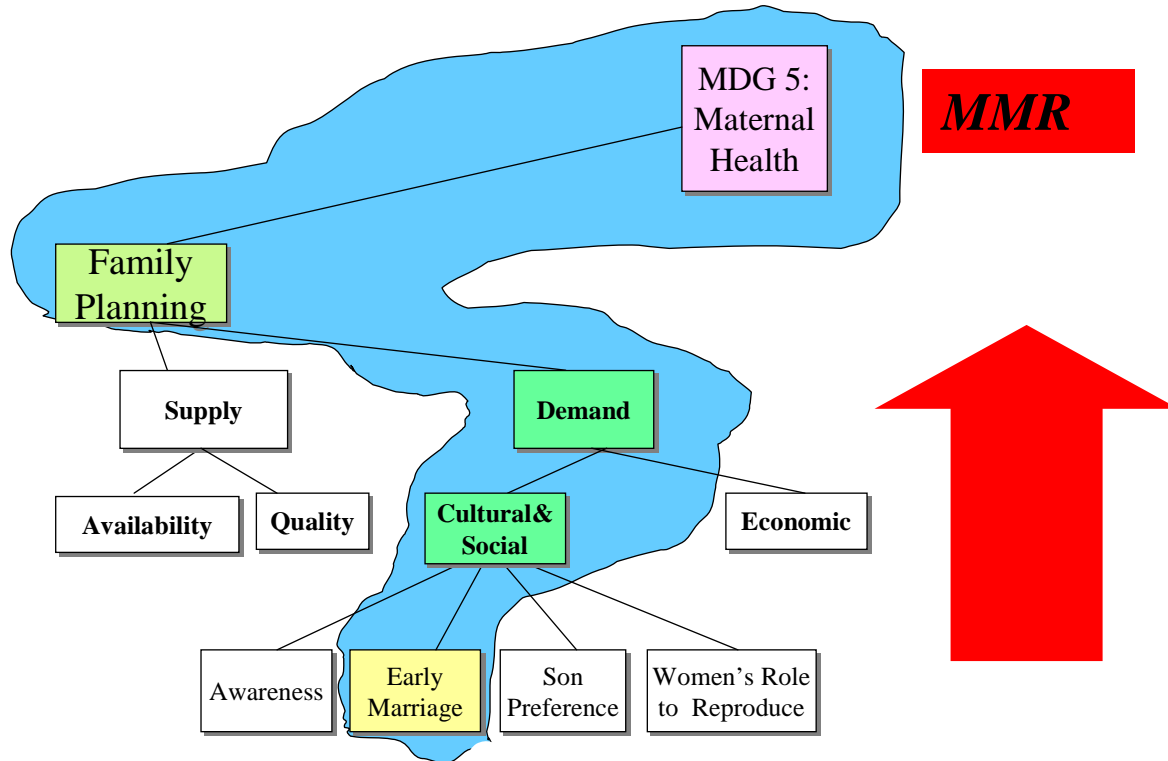 MDG 5:
Maternal
Health
MMR
Family
Planning
Supply
Demand
Availability
Quality
Cultural&
Social
Economic
Awareness
Early
Marriage
Son
Preference
Women’s Role
to Reproduce